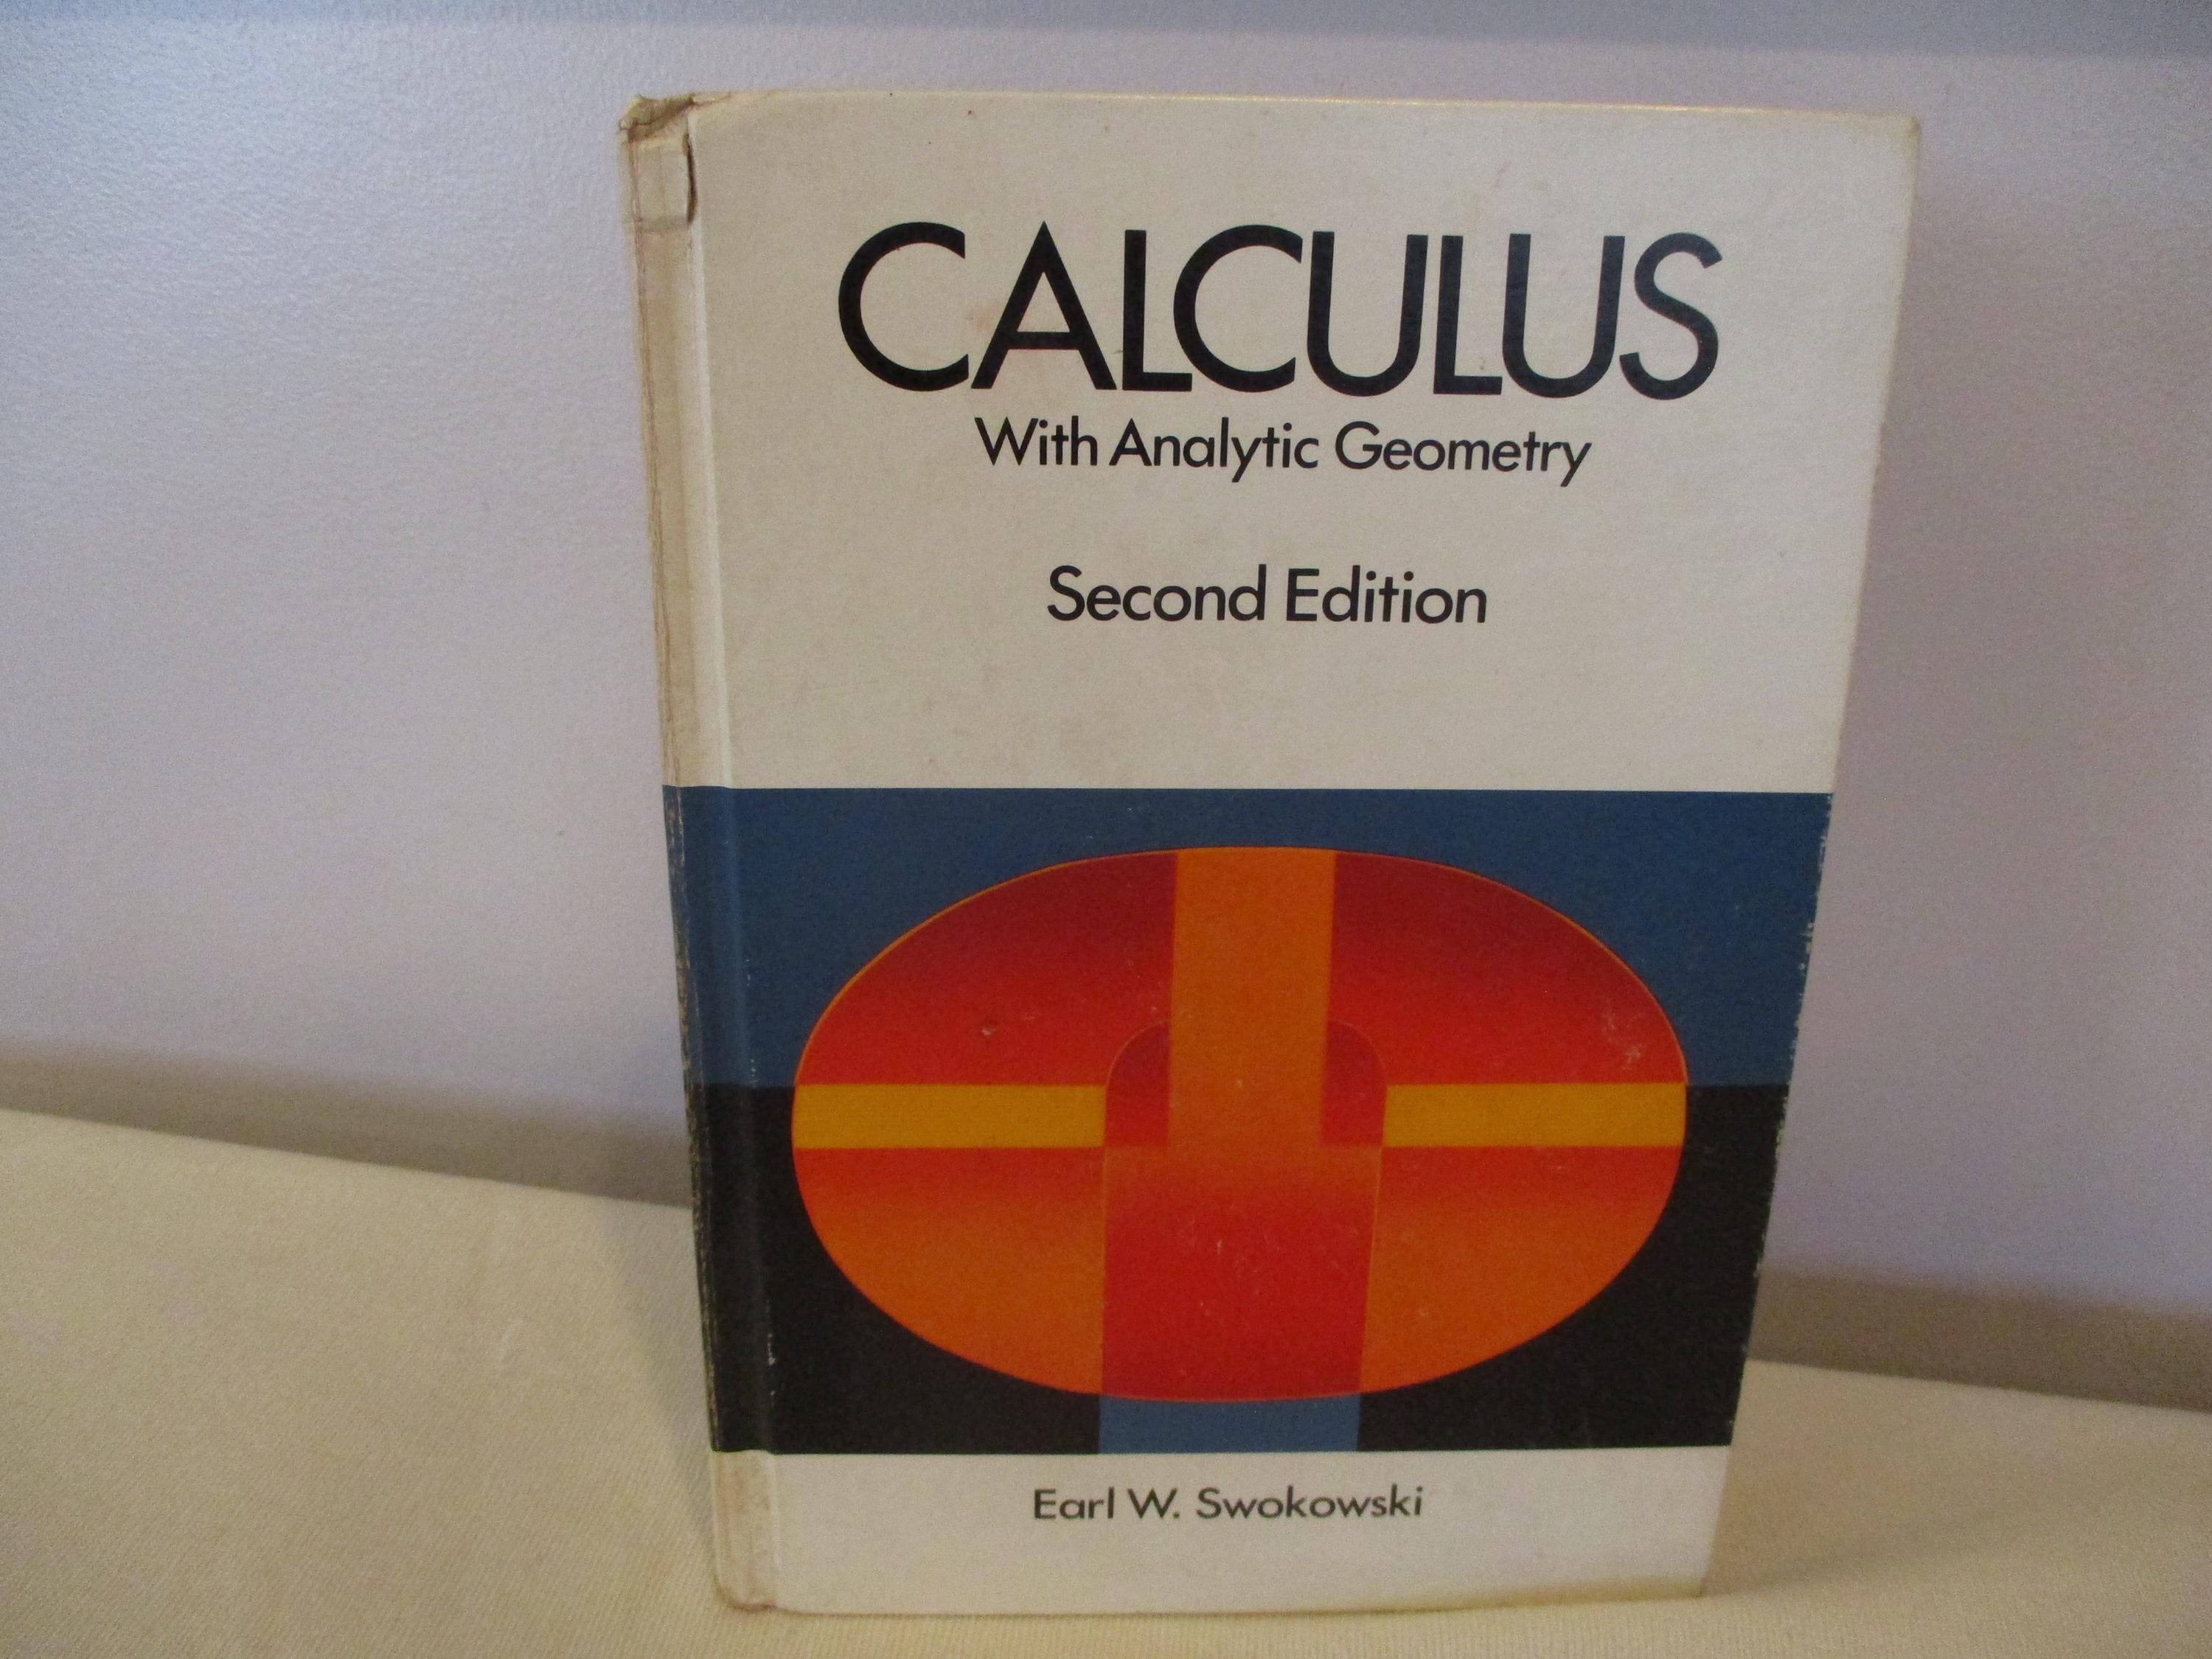 CALCULUS
With Analytic Geometry
Second Edition
Earl W. Swokowski